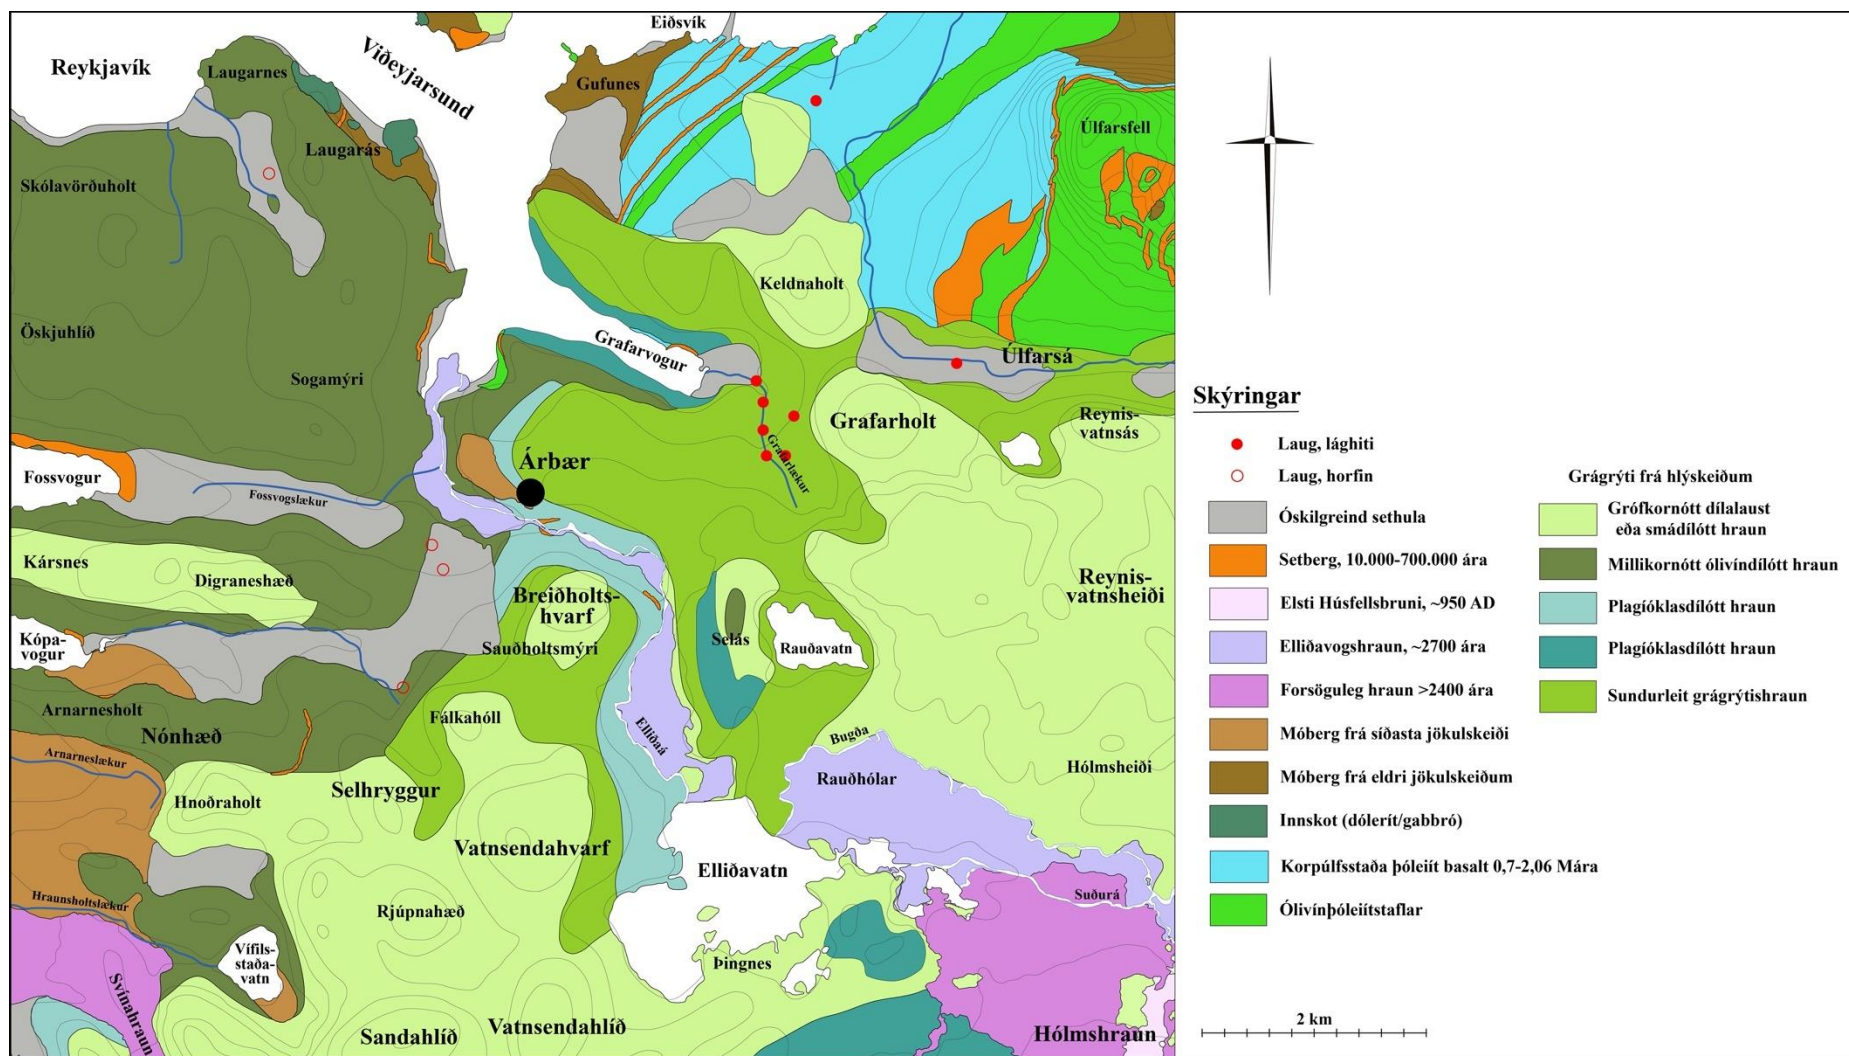 Eiðsvík
Reykjavík
Laugarnes
Viðeyjarsund
Gufunes
Úlfarsfell
Laugarás
Skólavörðuholt
Keldnaholt
Öskjuhlíð
Grafarvogur
Úlfarsá
Sogamýri
Grafarholt
Reynis-
vatnsás
Árbær
Grafarlækur
Fossvogur
Fossvogslækur
Kársnes
Digraneshæð
Breiðholts-
hvarf
Reynis-
vatnsheiði
Kópa-
vogur
Sauðholtsmýri
Selás
Rauðavatn
Arnarnesholt
Fálkahóll
Nónhæð
Elliðaá
Bugða
Arnarneslækur
Rauðhólar
Hólmsheiði
Hnoðraholt
Selhryggur
Vatnsendahvarf
Elliðavatn
Hraunsholtslækur
Rjúpnahæð
Suðurá
Vífils-
staða-
vatn
Þingnes
Svínahraun
Sandahlíð
Vatnsendahlíð
Hólmshraun
Skýringar
Laug, lághiti
Laug, horfin
Óskilgreind sethula
Setberg, 10.000-700.000 ára
Elsti Húsfellsbruni, ~950 AD
Elliðavogshraun, ~2700 ára
Forsöguleg hraun >2400 ára
Móberg frá síðasta jökulskeiði
Móberg frá eldri jökulskeiðum
Innskot (dólerít/gabbró)
Korpúlfsstaða þóleiít basalt 0,7-2,06 Mára
Ólivínþóleiítstaflar
Grágrýti frá hlýskeiðum
Grófkornótt dílalaust
eða smádílótt hraun
Millikornótt ólivíndílótt hraun
Plagíóklasdílótt hraun
Plagíóklasdílótt hraun
Sundurleit grágrýtishraun
2 km